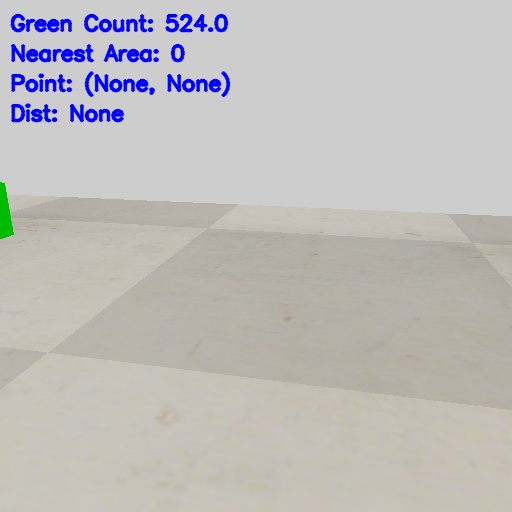 Green Count: 524.0
Nearest Area: 0
Point: (None, None)
Dist: None